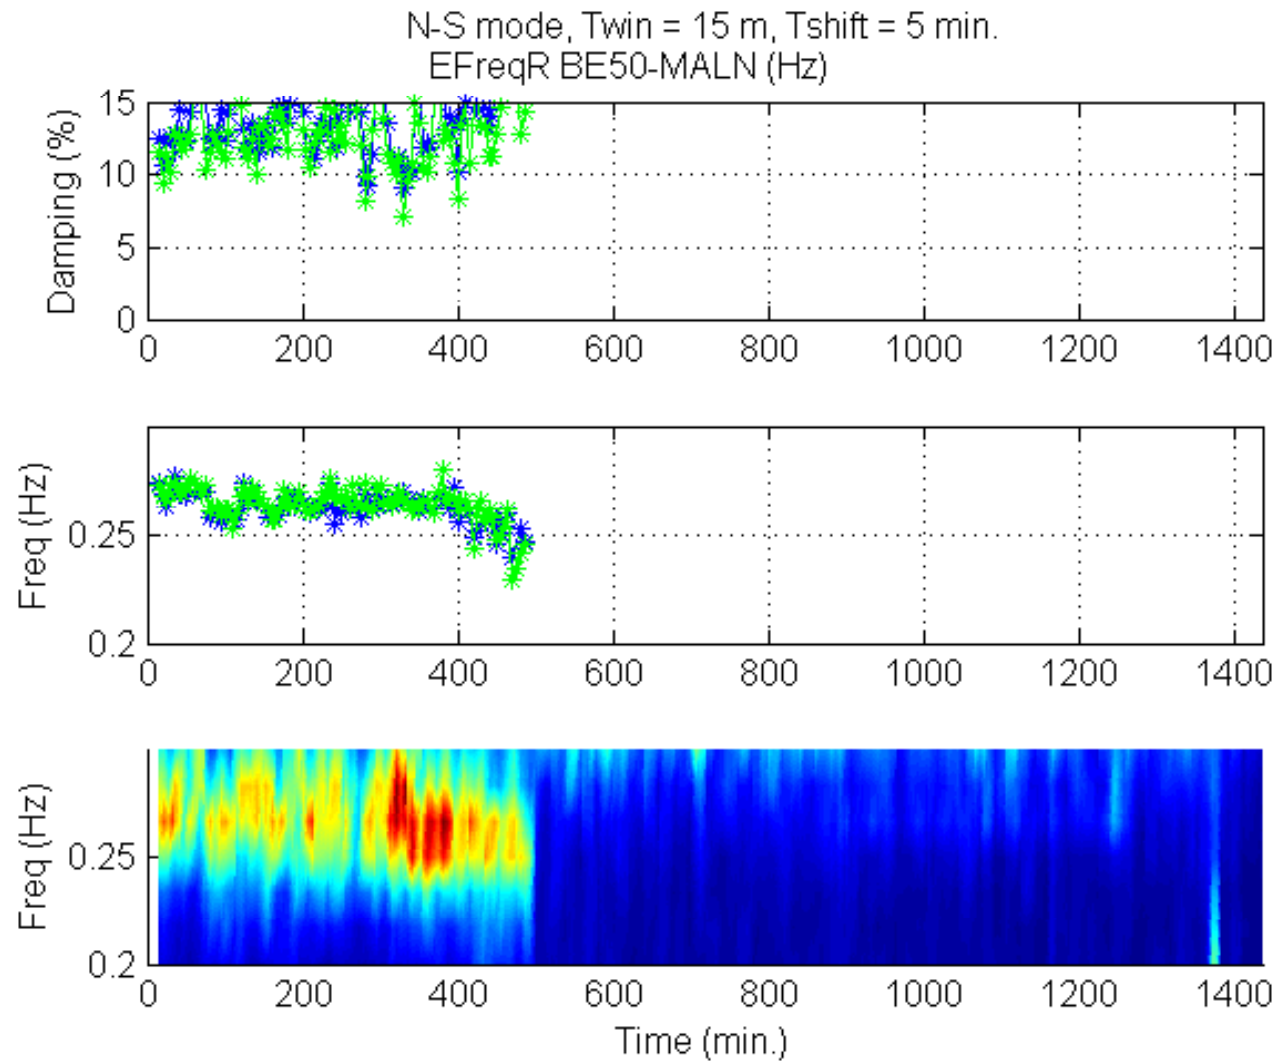 N-S mode, Twin = 15 m, Tshift = 5 min.
EFreqR BE50-MALN (Hz)
Damping (%)
15
10
5
0
0 200 400 600 800 1000 1200 1400
Freq (Hz)
0.25
0.2
0 200 400 600 800 1000 1200 1400
Freq (Hz)
0.25
0.2
0 200 400 600 800 1000 1200 1400
Time (min.)